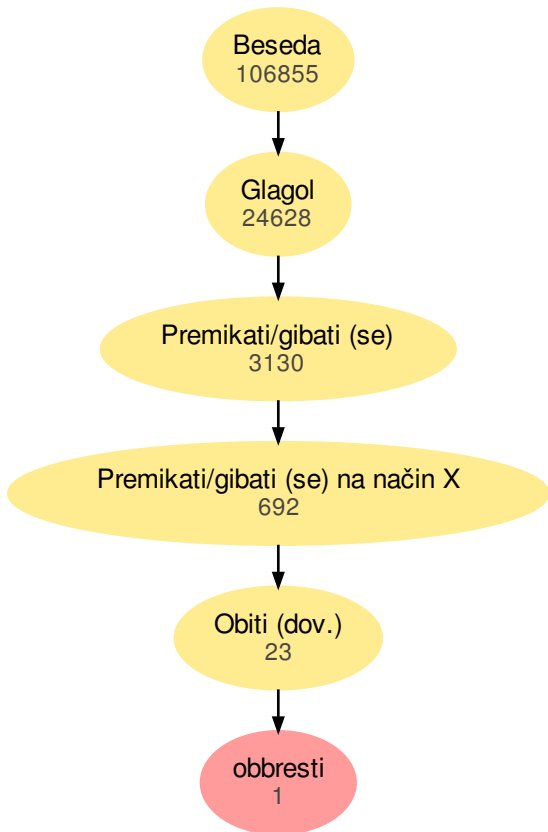 Beseda
106855
Glagol
24628
Premikati/gibati (se)
3130
Premikati/gibati (se) na način X
692
Obiti (dov.)
23
obbresti
1